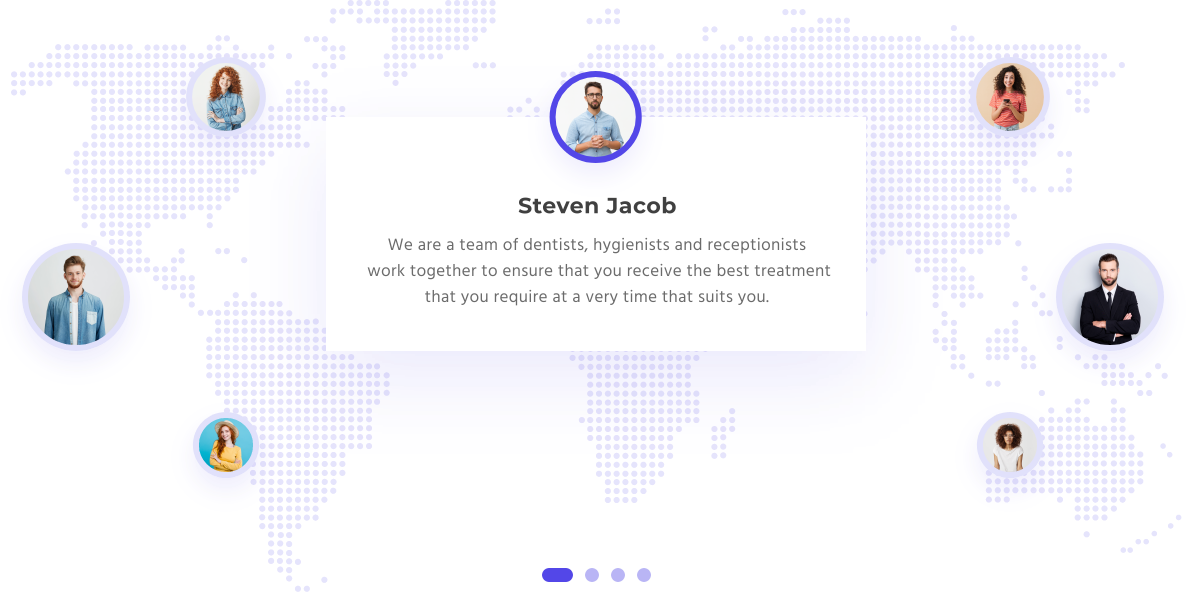 Steven Jacob
We are a team of dentists, hygienists and receptionists
work together to ensure that you receive the best treatment
that you require at a very time that suits you.